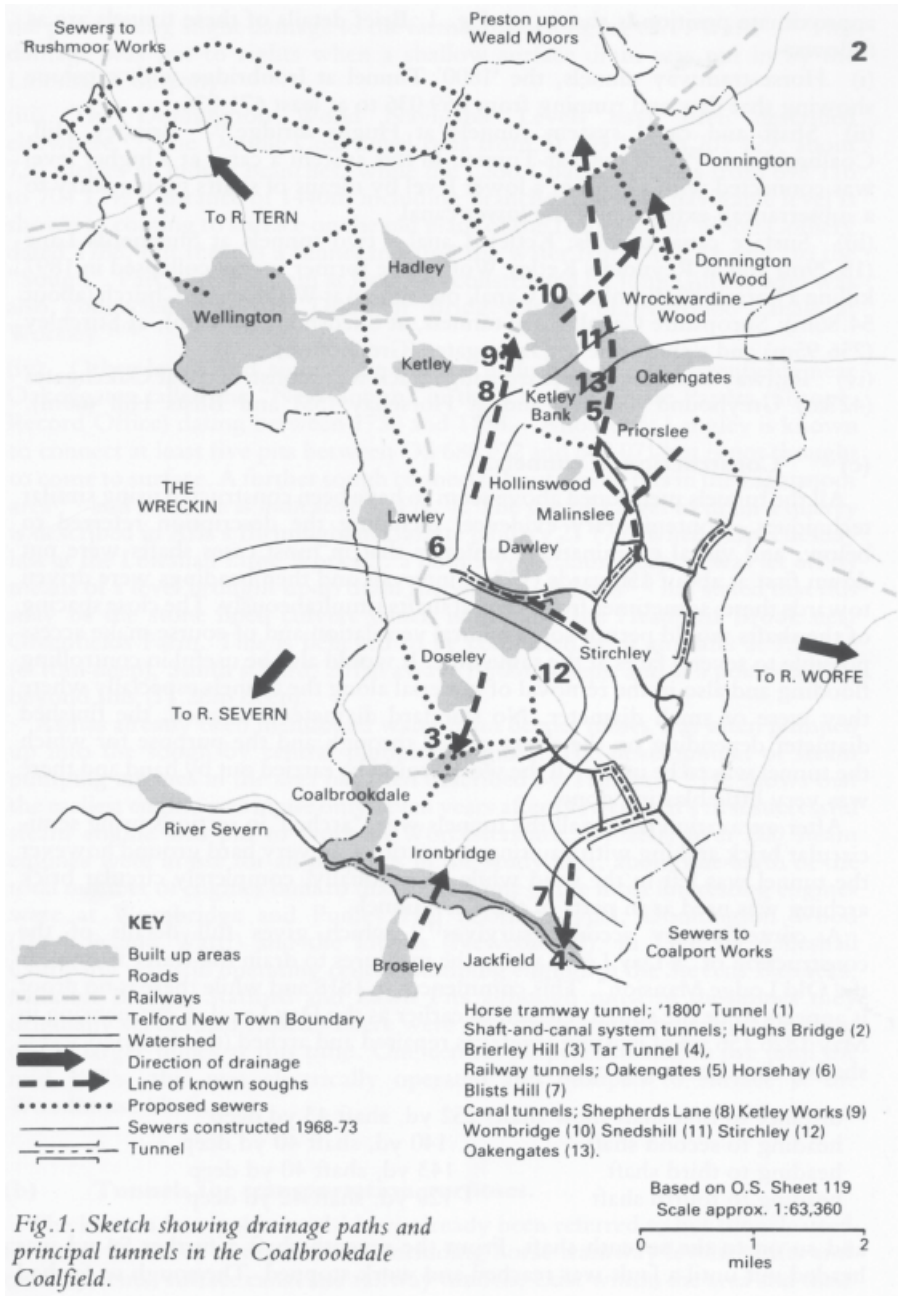 Sewers to
Rushmoor Works
Preston upon
Weald Moors
2
Donnington
To R. TERN
Hadley
Donnington
Wood
Wrockwardine
Wood
10
Wellington
9
11
Ketley
8
13
Oakengates
Ketley
Bank
5
Priorslee
THE
WREKIN
Hollinswood
Malinslee
Lawley
6
Dawley
Stirchley
Doseley
12
To R. WORFE
To R. SEVERN
3
Coalbrookdale
River Severn
Ironbridge
1
7
Sewers to
Coalport Works
Broseley
Jackfield
4
KEY
Built up areas
Roads
Railways
Telford New Town Boundary
Watershed
Direction of drainage
Line of known soughs
Proposed sewers
Sewers constructed 1968-73
Tunnel
Horse tramway tunnel; '1800' Tunnel (1)
Shaft-and-canal system tunnels; Hughs Bridge (2)
Brierley Hill (3) Tar Tunnel (4),
Railway tunnels; Oakengates (5) Horsehay (6)
Blists Hill (7)
Canal tunnels; Shepherds Lane (8) Ketley Works (9)
Wombridge (10) Snedshill (11) Stirchley (12)
Oakengates (13).
Based on O.S. Sheet 119
Scale approx. 1:63,360
0 1 2
miles
Fig.1. Sketch showing drainage paths and
principal tunnels in the Coalbrookdale
Coalfield.